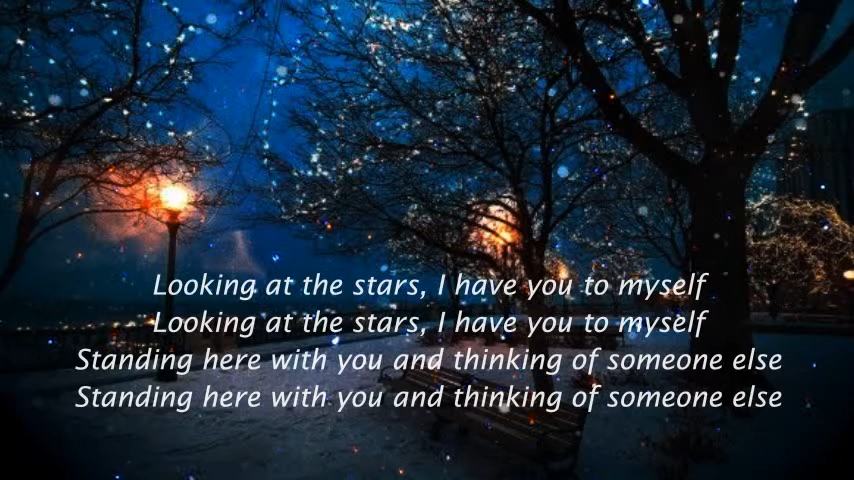 Looking at the stars, I have you to myself
Looking at the stars, I have you to myself
Standing here with you and thinking of someone else
Standing here with you and thinking of someone else